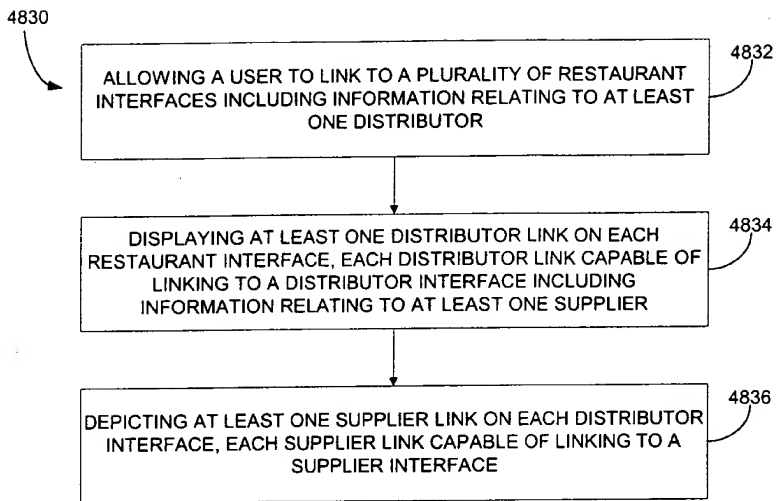 4830
4832
ALLOWING A USER TO LINK TO A PLURALITY OF RESTAURANT
INTERFACES INCLUDING INFORMATION RELATING TO AT LEAST
ONE DISTRIBUTOR
4834
DISPLAYING AT LEAST ONE DISTRIBUTOR LINK ON EACH
RESTAURANT INTERFACE, EACH DISTRIBUTOR LINK CAPABLE OF
LINKING TO A DISTRIBUTOR INTERFACE INCLUDING
INFORMATION RELATING TO AT LEAST ONE SUPPLIER
4836
DEPICTING AT LEAST ONE SUPPLIER LINK ON EACH DISTRIBUTOR
INTERFACE, EACH SUPPLIER LINK CAPABLE OF LINKING TO A
SUPPLIER INTERFACE